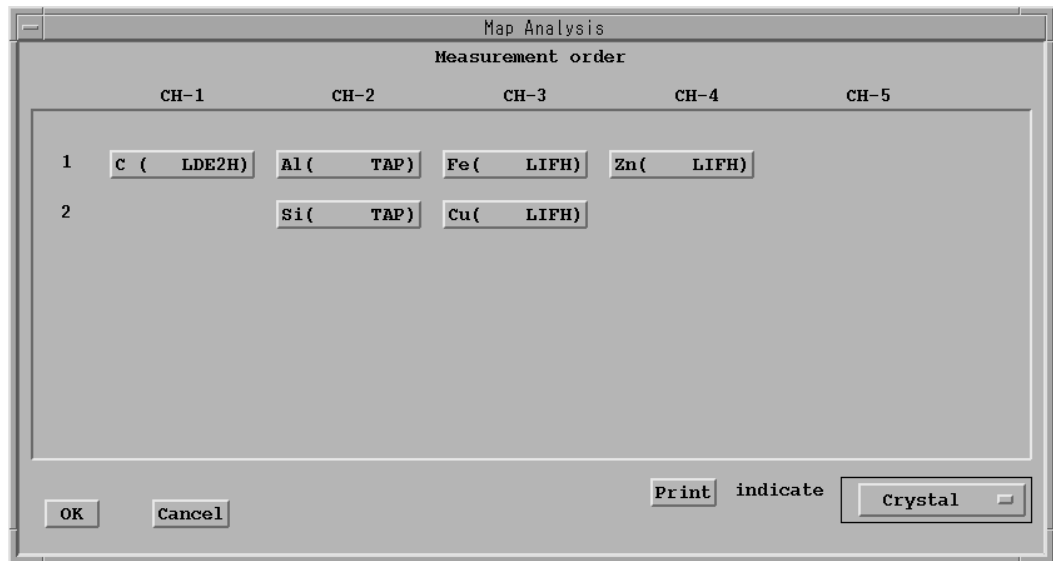 Map Analysis
Measurement order
CH-1 CH-2 CH-3 CH-4 CH-5
1 C ( LDE2H) Al( TAP) Fe( LIFH) Zn( LIFH)
2 Si( TAP) Cu( LIFH)
Print indicate Crystal
OK Cancel